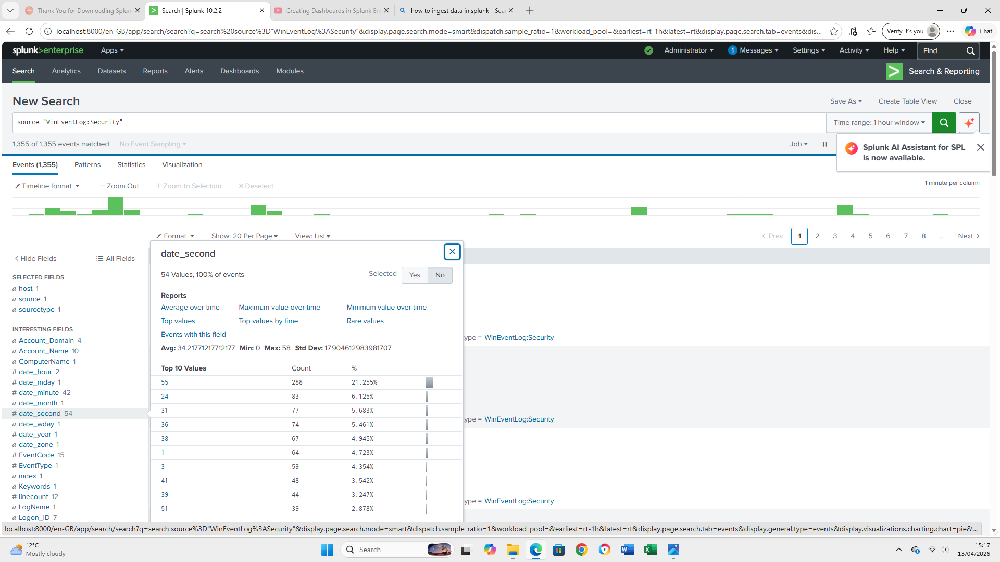 Thank You for Downloading Splun
Search | Splunk 10.2.2
Creating Dashboards in Splunk En
how to ingest data in splunk - Sea
localhost:8000/en-GB/app/search/search?q=search%20source%3D"WinEventLog%3ASecurity"&display.page.search.mode=smart&dispatch.sample_ratio=1&workload_pool=&earliest=rt-1h&latest=rt&display.page.search.tab=events&dis...
Verify it's you
Chat
splunk>enterprise
Apps
Administrator
1 Messages
Settings
Activity
Help
Find
Search
Analytics
Datasets
Reports
Alerts
Dashboards
Modules
Search & Reporting
New Search
Save As
Create Table View
Close
source="WinEventLog:Security"
Time range: 1 hour window
1,355 of 1,355 events matched
No Event Sampling
Job
Splunk AI Assistant for SPL
is now available.
Events (1,355)
Patterns
Statistics
Visualization
Timeline format
— Zoom Out
+ Zoom to Selection
× Deselect
1 minute per column
Format
Show: 20 Per Page
View: List
< Prev
1
2
3
4
5
6
7
8
...
Next >
< Hide Fields
All Fields
SELECTED FIELDS
a host 1
a source 1
a sourcetype 1
INTERESTING FIELDS
a Account_Domain 4
a Account_Name 10
a ComputerName 1
# date_hour 2
# date_mday 1
# date_minute 42
a date_month 1
# date_second 54
a date_wday 1
# date_year 1
a date_zone 1
# EventCode 15
# EventType 1
a index 1
a Keywords 1
# linecount 12
a LogName 1
a Logon_ID 7
date_second
54 Values, 100% of events
Selected
Yes
No
Reports
Average over time
Maximum value over time
Minimum value over time
Top values
Top values by time
Rare values
Events with this field
Avg: 34.21771217712177 Min: 0 Max: 58 Std Dev: 17.904612983981707
Top 10 Values Count %
55 288 21.255%
24 83 6.125%
31 77 5.683%
36 74 5.461%
38 67 4.945%
1 64 4.723%
3 59 4.354%
41 48 3.542%
39 44 3.247%
51 39 2.878%
ype = WinEventLog:Security
ype = WinEventLog:Security
ype = WinEventLog:Security
localhost:8000/en-GB/app/search/search?q=search source%3D"WinEventLog%3ASecurity"&display.page.search.mode=smart&dispatch.sample_ratio=1&workload_pool=&earliest=rt-1h&latest=rt&display.page.search.tab=events&display.general.type=events&display.visualizations.charting.chart=pie&...
12°C
Mostly cloudy
Search
15:17
13/04/2026